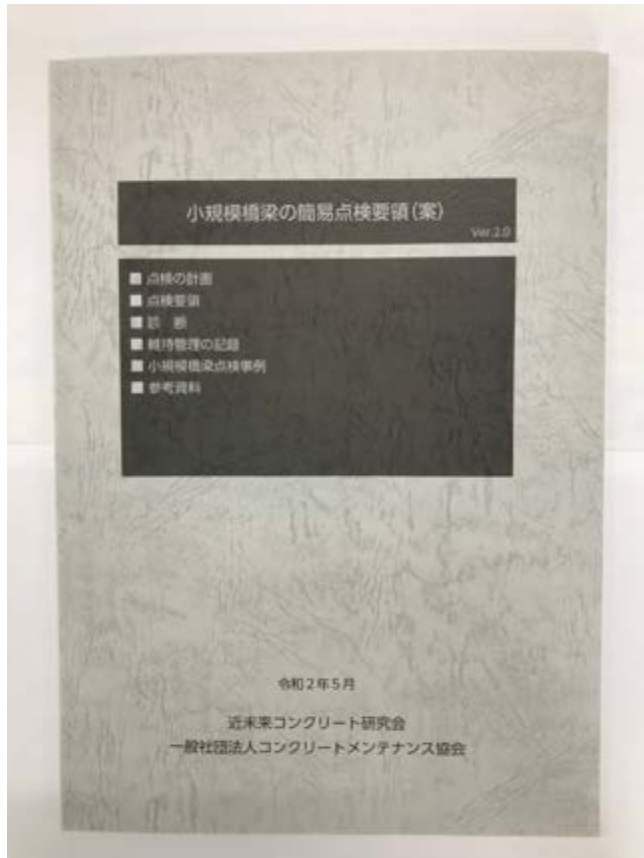 小規模橋梁の簡易点検要領(案)
Ver.2.0
■ 点検の計画
■ 点検要領
■ 診　断
■ 維持管理の記録
■ 小規模橋梁点検事例
■ 参考資料
令和2年5月
近未来コンクリート研究会
一般社団法人コンクリートメンテナンス協会